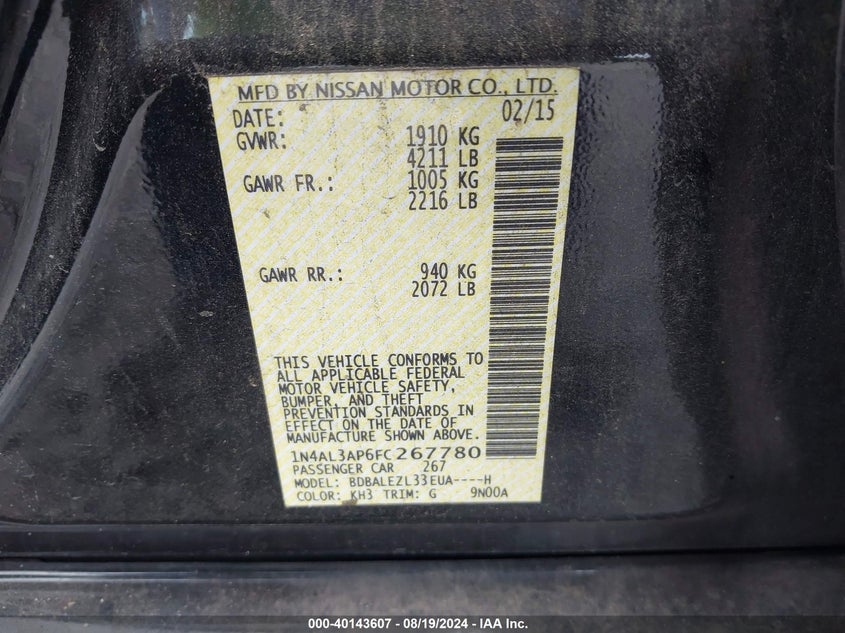 MFD BY NISSAN MOTOR CO., LTD.
DATE: 02/15
GVWR: 1910 KG
4211 LB
GAWR FR.: 1005 KG
2216 LB
GAWR RR.: 940 KG
2072 LB
THIS VEHICLE CONFORMS TO
ALL APPLICABLE FEDERAL
MOTOR VEHICLE SAFETY,
BUMPER, AND THEFT
PREVENTION STANDARDS IN
EFFECT ON THE DATE OF
MANUFACTURE SHOWN ABOVE.
1N4AL3AP6FC267780
PASSENGER CAR 267
MODEL: BDBALEZL33EUA----H
COLOR: KH3 TRIM: G 9N00A
000-40143607 - 08/19/2024 - IAA Inc.